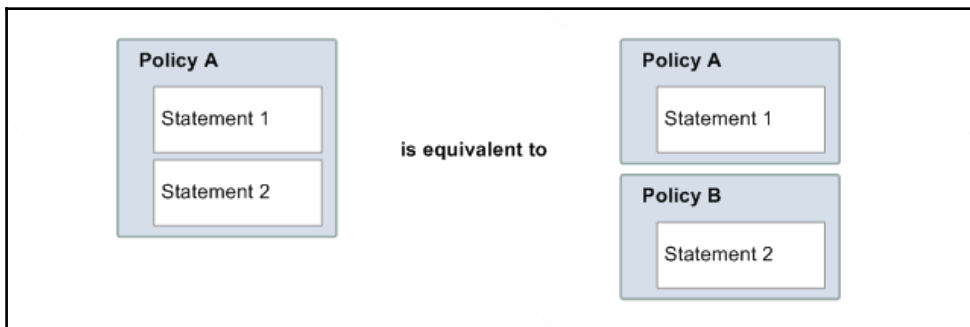 Policy A
Statement 1
Statement 2
is equivalent to
Policy A
Statement 1
Policy B
Statement 2